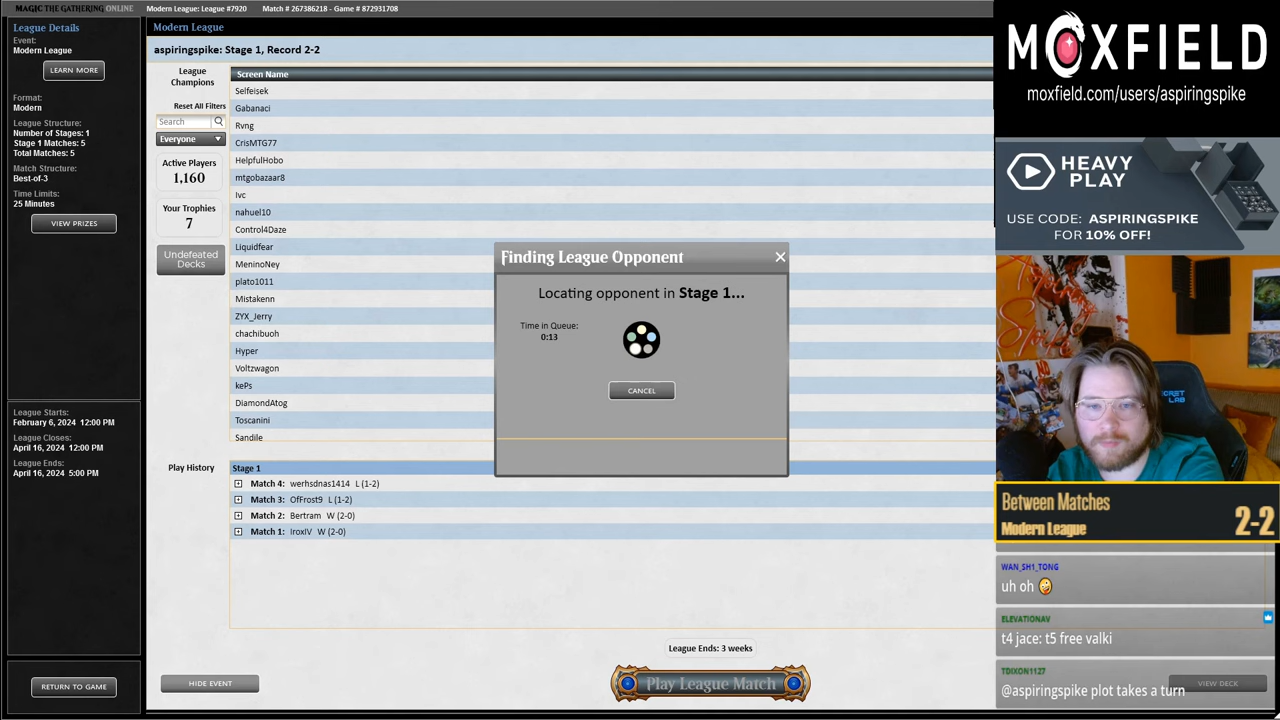 MAGIC THE GATHERING ONLINE
Modern League: League #7920
Match # 267386218 - Game # 872931708
League Details
Event:
Modern League
LEARN MORE
Format:
Modern
League Structure:
Number of Stages: 1
Stage 1 Matches: 5
Total Matches: 5
Match Structure:
Best-of-3
Time Limits:
25 Minutes
VIEW PRIZES
League Starts:
February 6, 2024 12:00 PM
League Closes:
April 16, 2024 12:00 PM
League Ends:
April 16, 2024 5:00 PM
RETURN TO GAME
Modern League
aspiringspike: Stage 1, Record 2-2
League
Champions
Reset All Filters
Search
Everyone
Active Players
1,160
Your Trophies
7
Undefeated
Decks
Screen Name
Selfeisek
Gabanaci
Rvng
CrisMTG77
HelpfulHobo
mtgobazaar8
lvc
nahuel10
Control4Daze
Liquidfear
MeninoNey
plato1011
Mistakenn
ZYX_Jerry
chachibuoh
Hyper
Voltzwagon
kePs
DiamondAtog
Toscanini
Sandile
Finding League Opponent
Locating opponent in Stage 1...
Time in Queue:
0:13
CANCEL
Play History
Stage 1
Match 4: werhsdnas1414 L (1-2)
Match 3: OfFrost9 L (1-2)
Match 2: Bertram W (2-0)
Match 1: IroxIV W (2-0)
League Ends: 3 weeks
HIDE EVENT
Play League Match
VIEW DECK
MOXFIELD
moxfield.com/users/aspiringspike
HEAVY
PLAY
USE CODE: ASPIRINGSPIKE
FOR 10% OFF!
SECRET
LAB
Between Matches
Modern League
2-2
WAN_SH1_TONG
uh oh
ELEVATIONAV
t4 jace: t5 free valki
TDIXON1127
@aspiringspike plot takes a turn